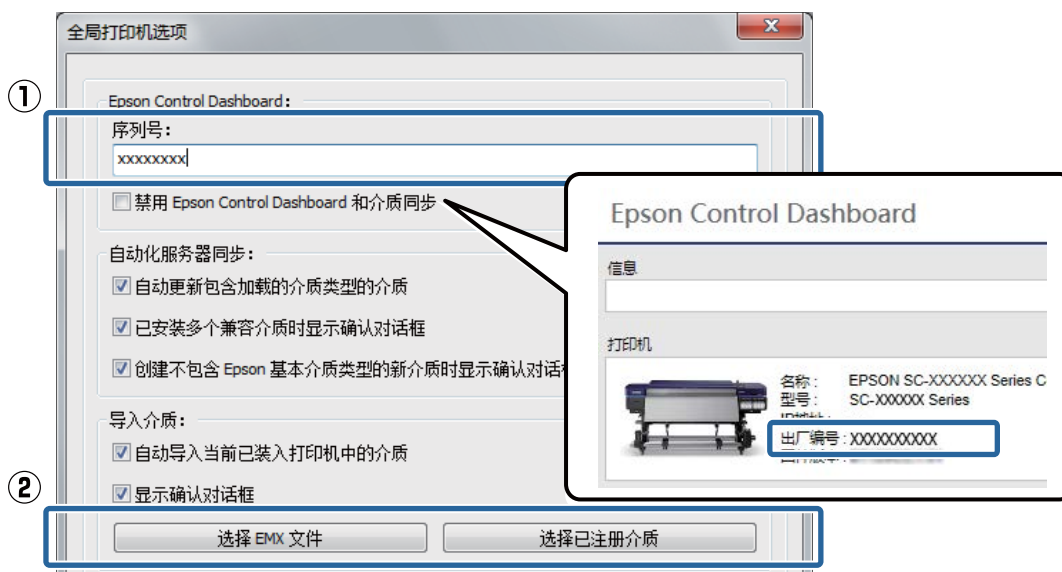 全局打印机选项
①
Epson Control Dashboard：
序列号：
xxxxxxxx
禁用 Epson Control Dashboard 和介质同步
自动化服务器同步：
自动更新包含加载的介质类型的介质
已安装多个兼容介质时显示确认对话框
创建不包含 Epson 基本介质类型的新介质时显示确认对话
导入介质：
自动导入当前已装入打印机中的介质
显示确认对话框
②
选择 EMX 文件
选择已注册介质
Epson Control Dashboard
信息
打印机
名称： EPSON SC-XXXXXX Series C
型号： SC-XXXXXX Series
出厂编号：XXXXXXXXXX